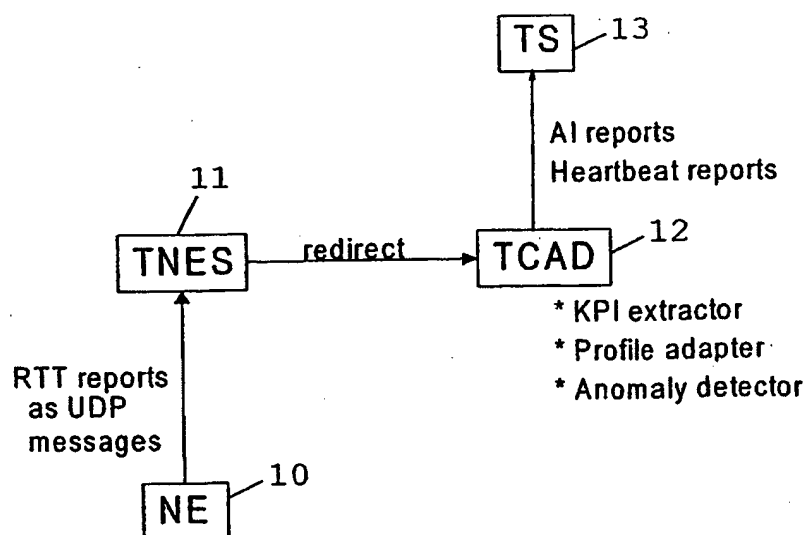 TS
13
AI reports
Heartbeat reports
11
TNES
redirect
TCAD
12
* KPI extractor
* Profile adapter
* Anomaly detector
RTT reports
as UDP
messages
10
NE